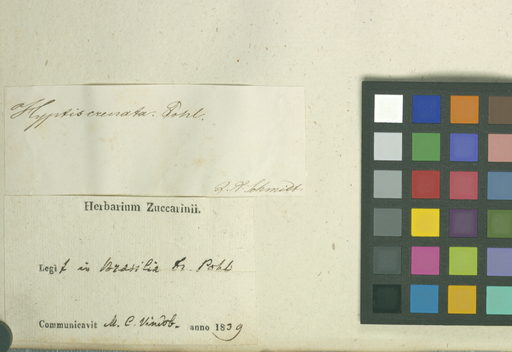 Hyptis crenata. Pohl.
J. A. Schmidt.
Herbarium Zuccarinii.
Legit in Brasilia Dr. Pohl
Communicavit M. C. Vindob. anno 1839